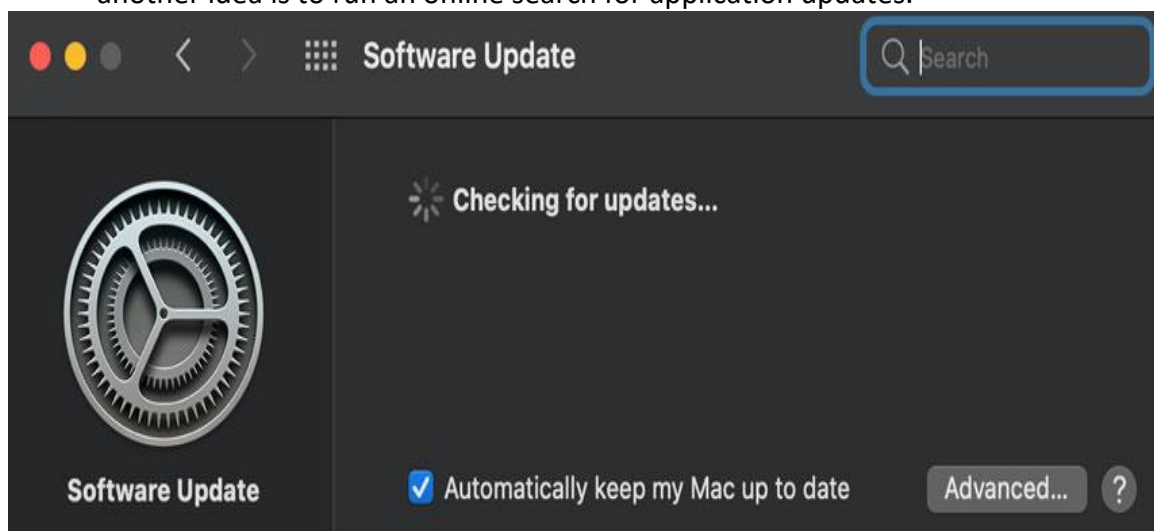 another idea is to run an online search for application updates.
Software Update
Search
Checking for updates...
Software Update
Automatically keep my Mac up to date
Advanced...
?